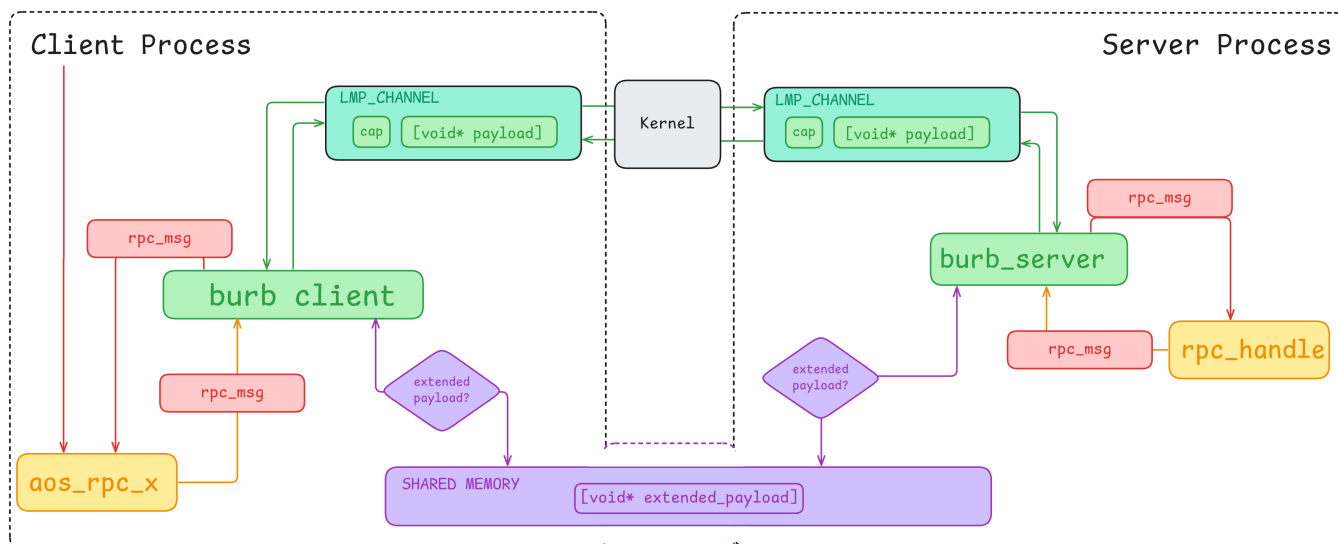 Client Process
Server Process
LMP_CHANNEL
cap
[void* payload]
Kernel
LMP_CHANNEL
cap
[void* payload]
rpc_msg
rpc_msg
burb client
burb_server
extended
payload?
extended
payload?
rpc_msg
rpc_handle
rpc_msg
aos_rpc_x
SHARED MEMORY
[void* extended_payload]